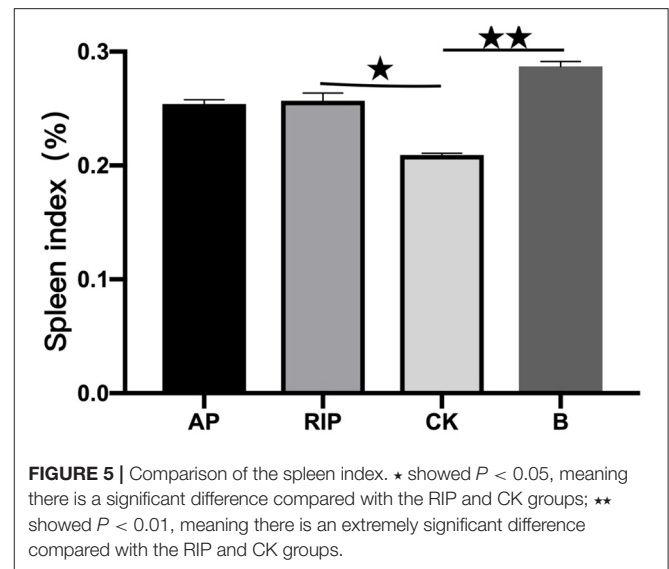 ★★
0.3
★
0.2
Spleen index (%)
0.1
0.0
AP RIP CK B
FIGURE 5 | Comparison of the spleen index. ★ showed P < 0.05, meaning
there is a significant difference compared with the RIP and CK groups; ★★
showed P < 0.01, meaning there is an extremely significant difference
compared with the RIP and CK groups.